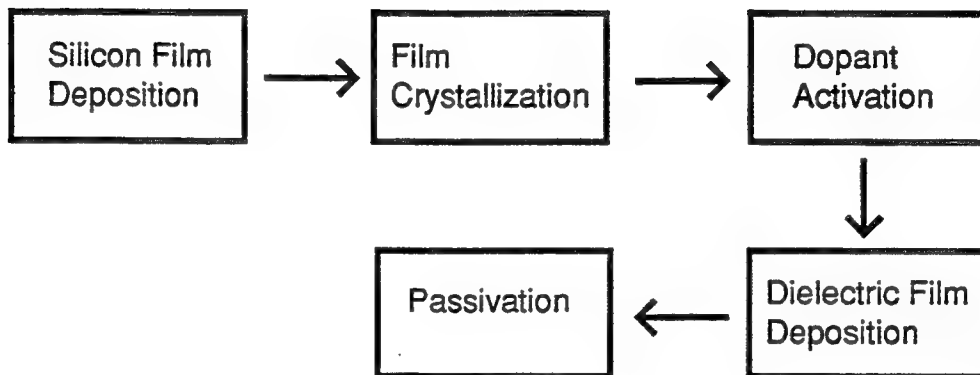 Silicon Film
Deposition
Film
Crystallization
Dopant
Activation
Dielectric Film
Deposition
Passivation